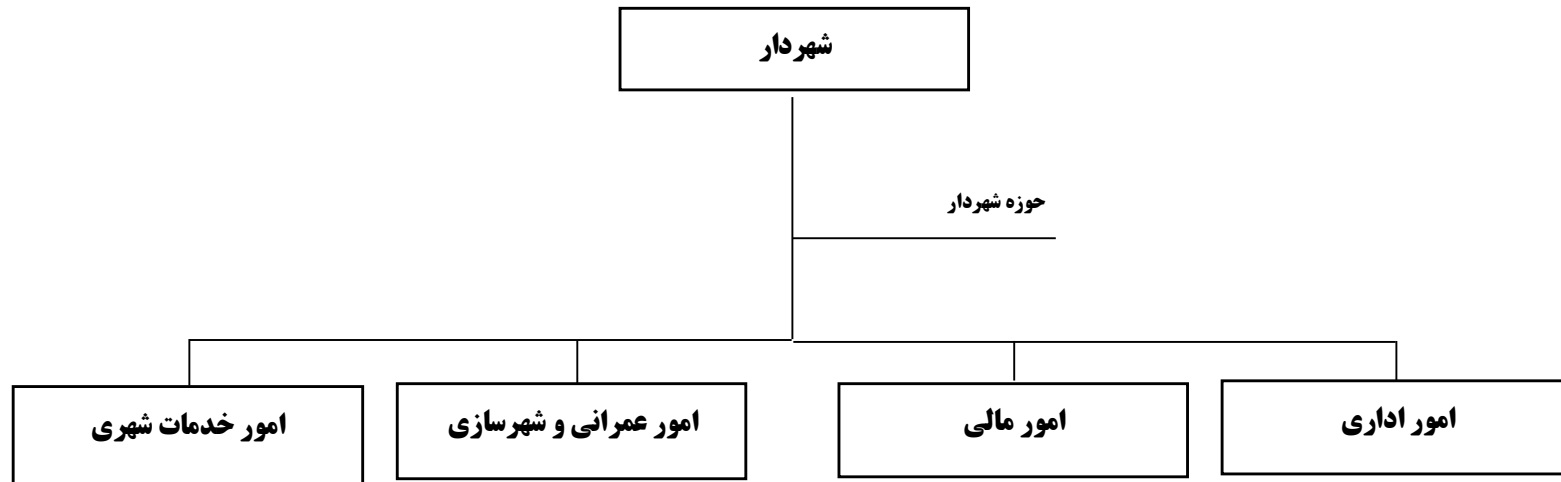 شهردار
حوزه شهردار
امور اداری
امور مالی
امور عمرانی و شهرسازی
امور خدمات شهری